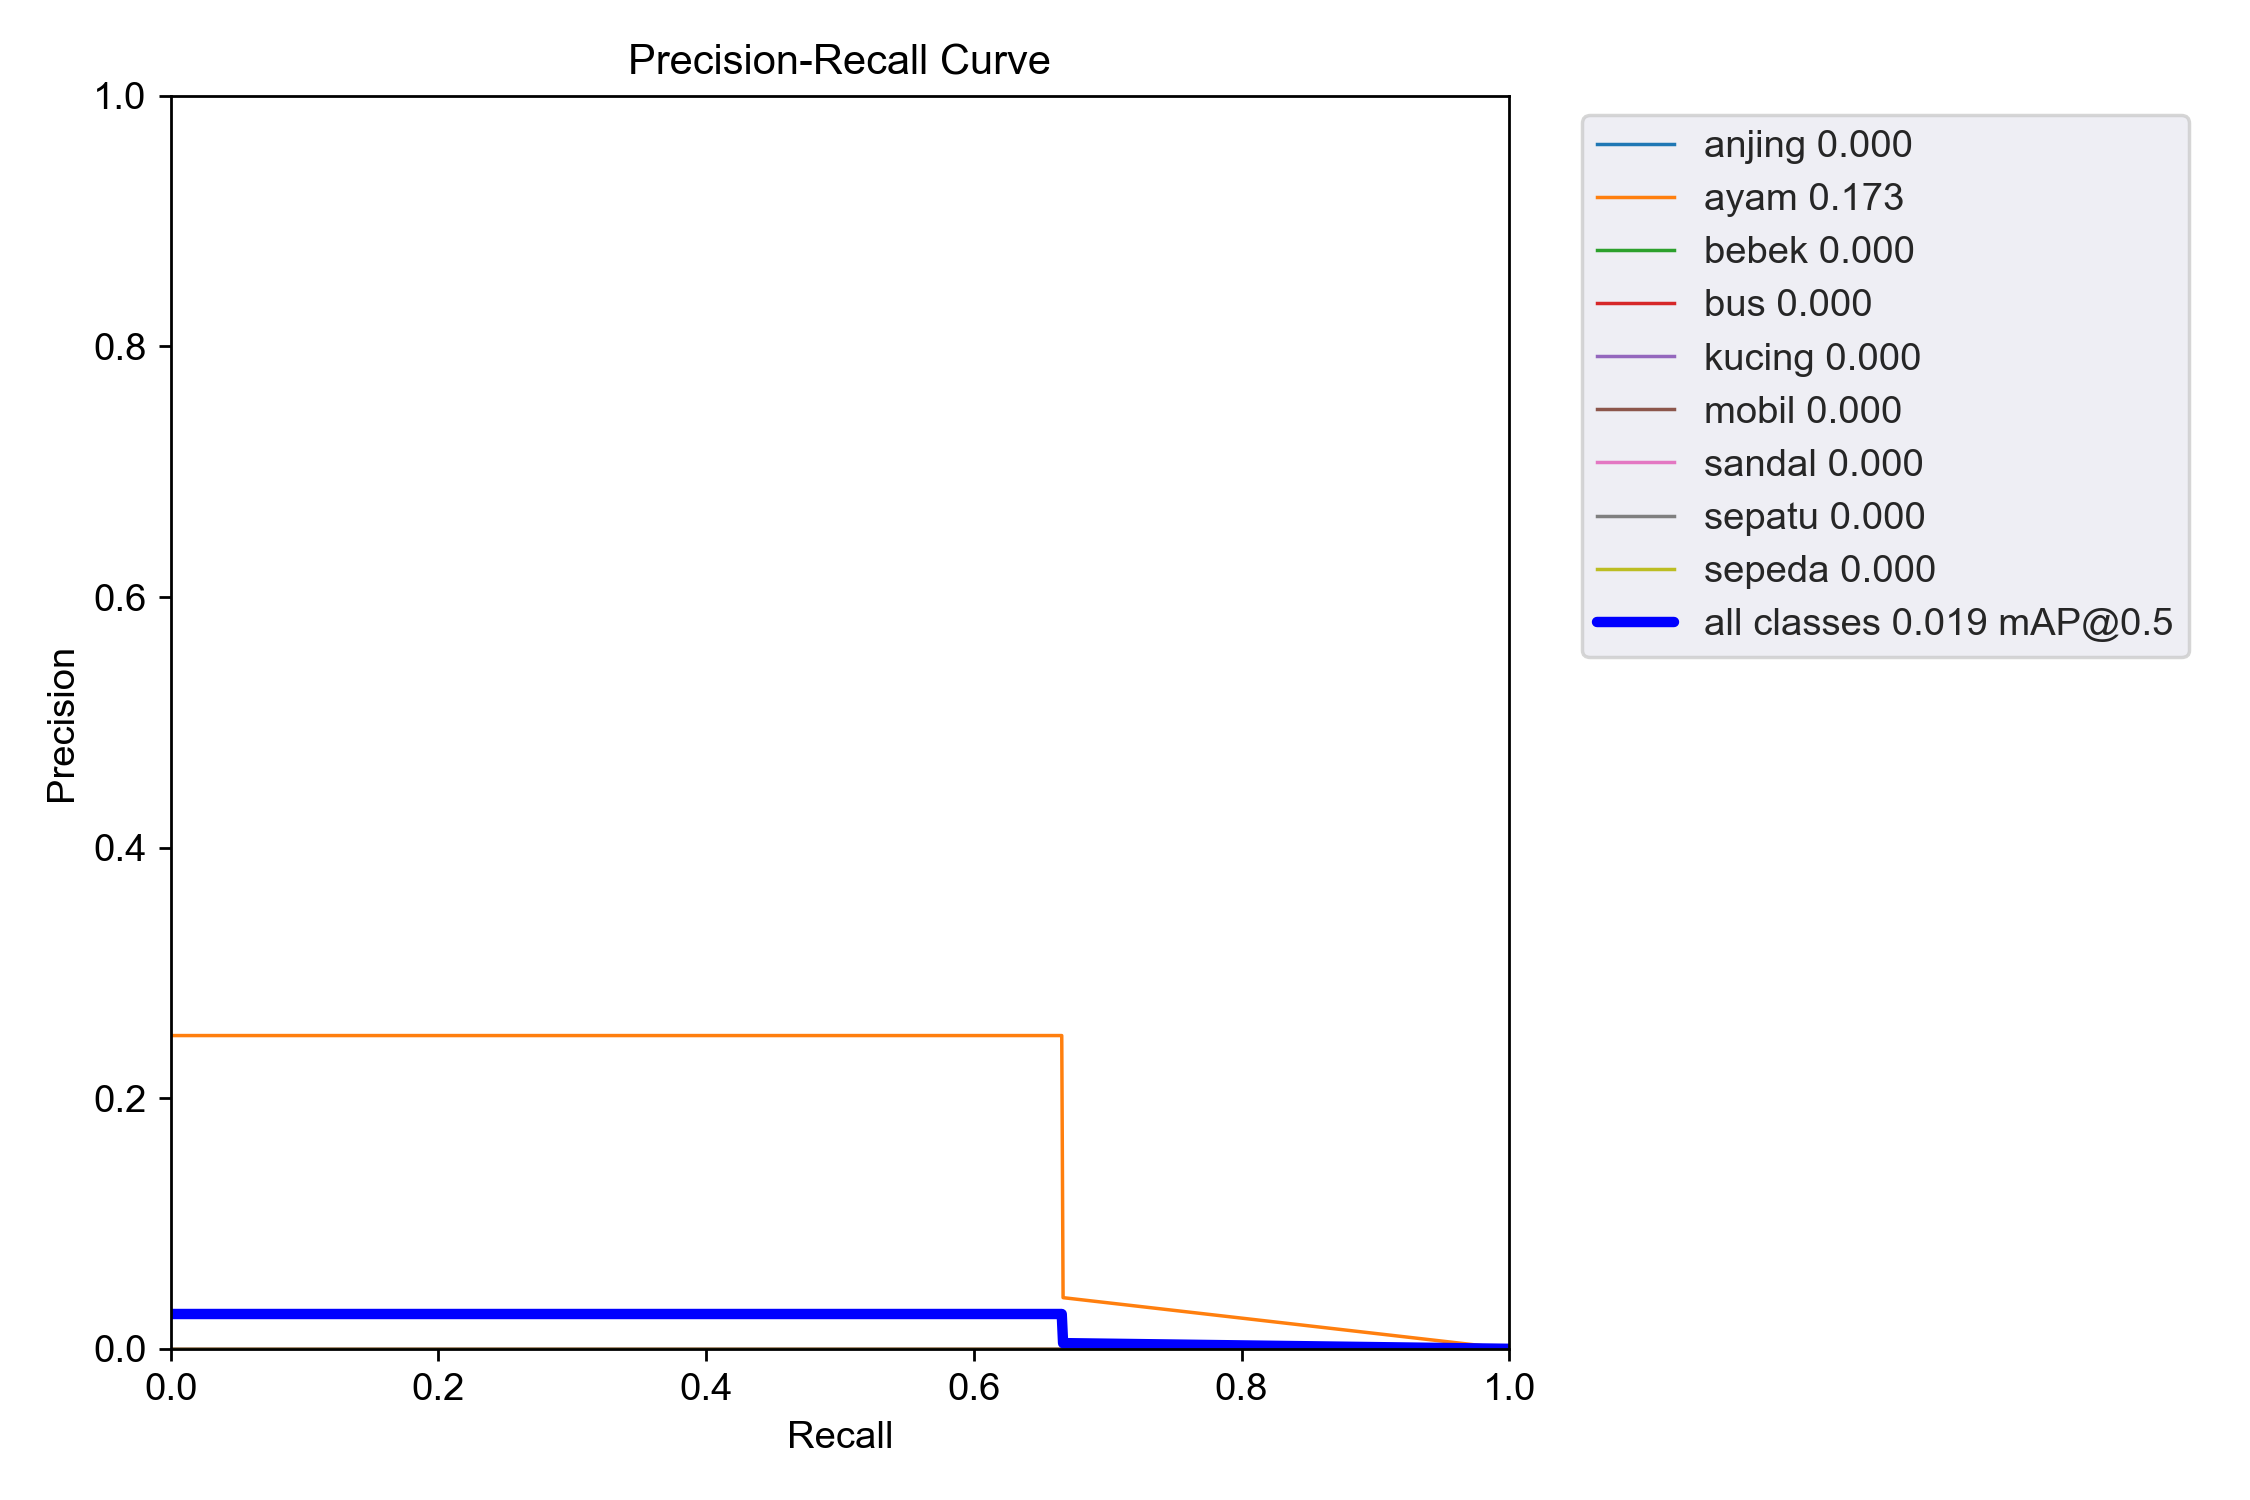 Precision-Recall Curve
1.0
0.8
0.6
0.4
0.2
0.0
Precision
0.0 0.2 0.4 0.6 0.8 1.0
Recall
anjing 0.000
ayam 0.173
bebek 0.000
bus 0.000
kucing 0.000
mobil 0.000
sandal 0.000
sepatu 0.000
sepeda 0.000
all classes 0.019 mAP@0.5